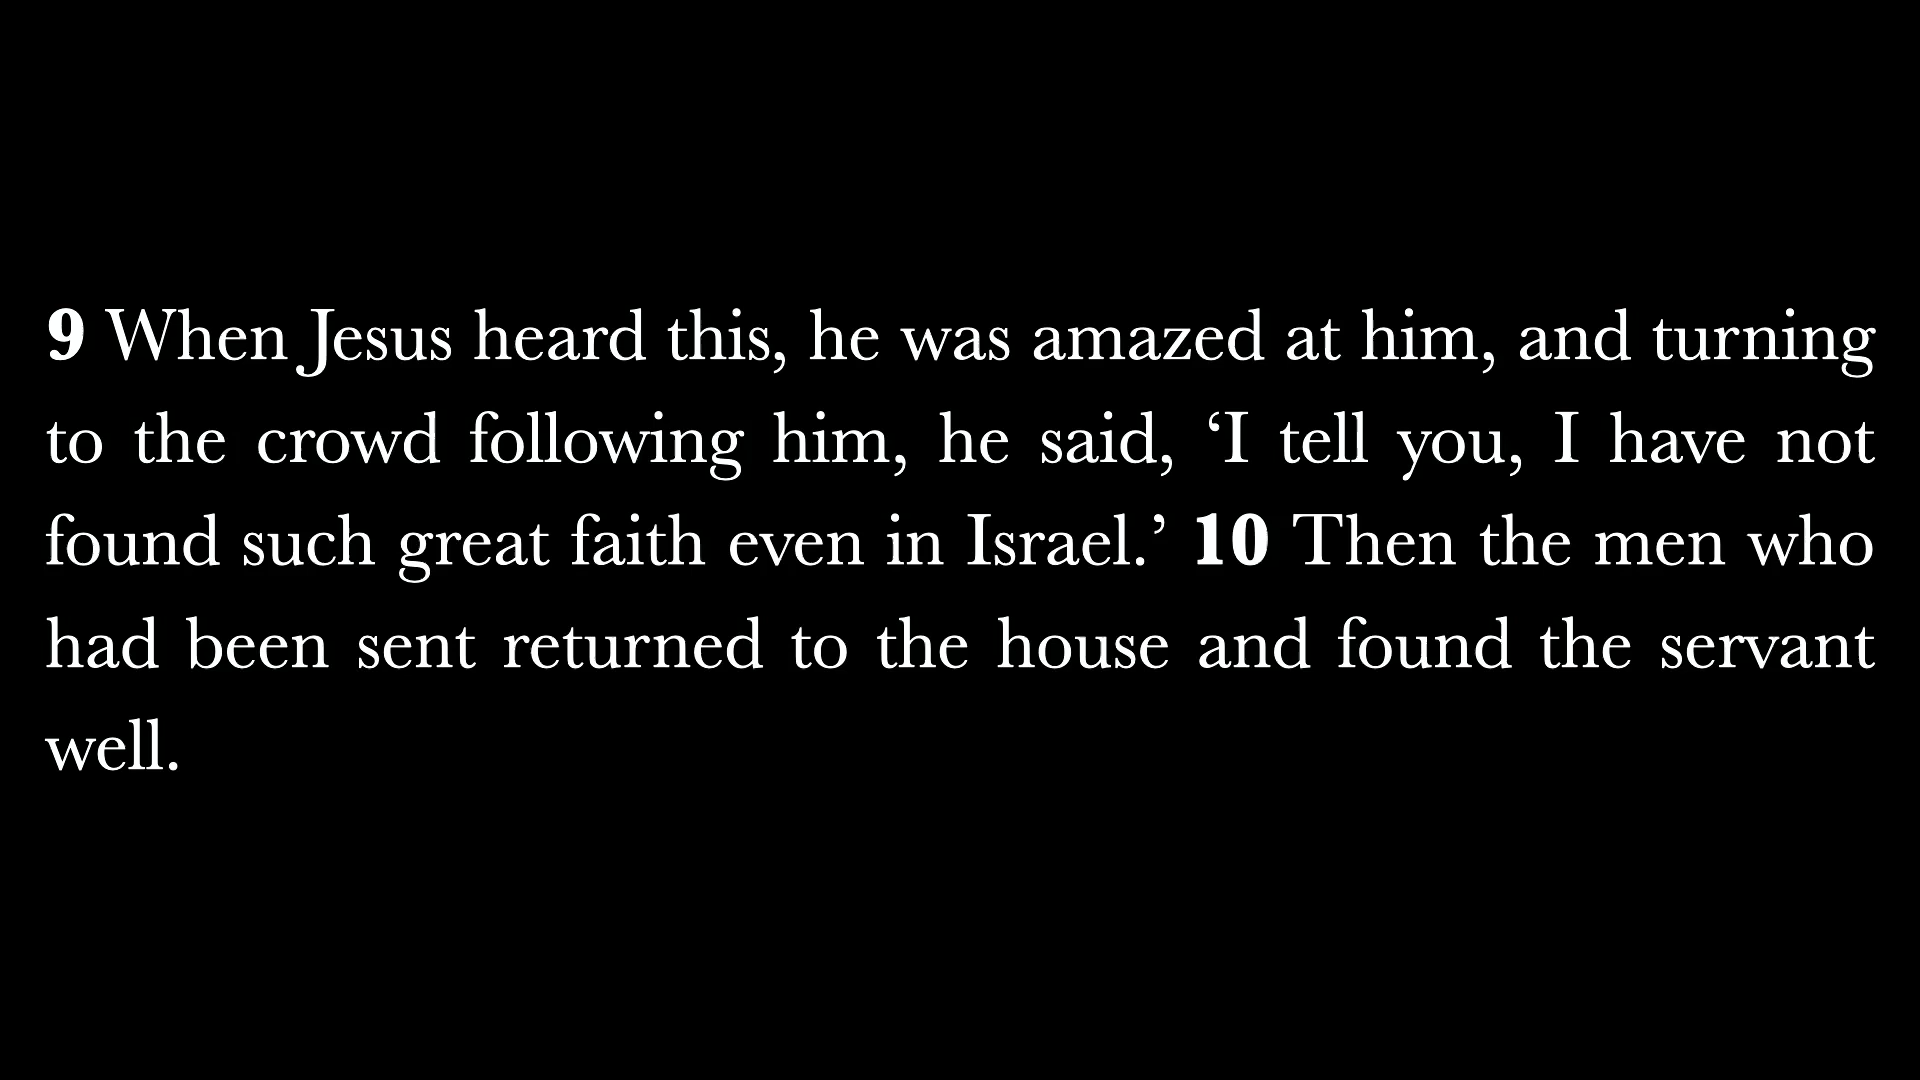 9 When Jesus heard this, he was amazed at him, and turning
to the crowd following him, he said, ‘I tell you, I have not
found such great faith even in Israel.’ 10 Then the men who
had been sent returned to the house and found the servant
well.